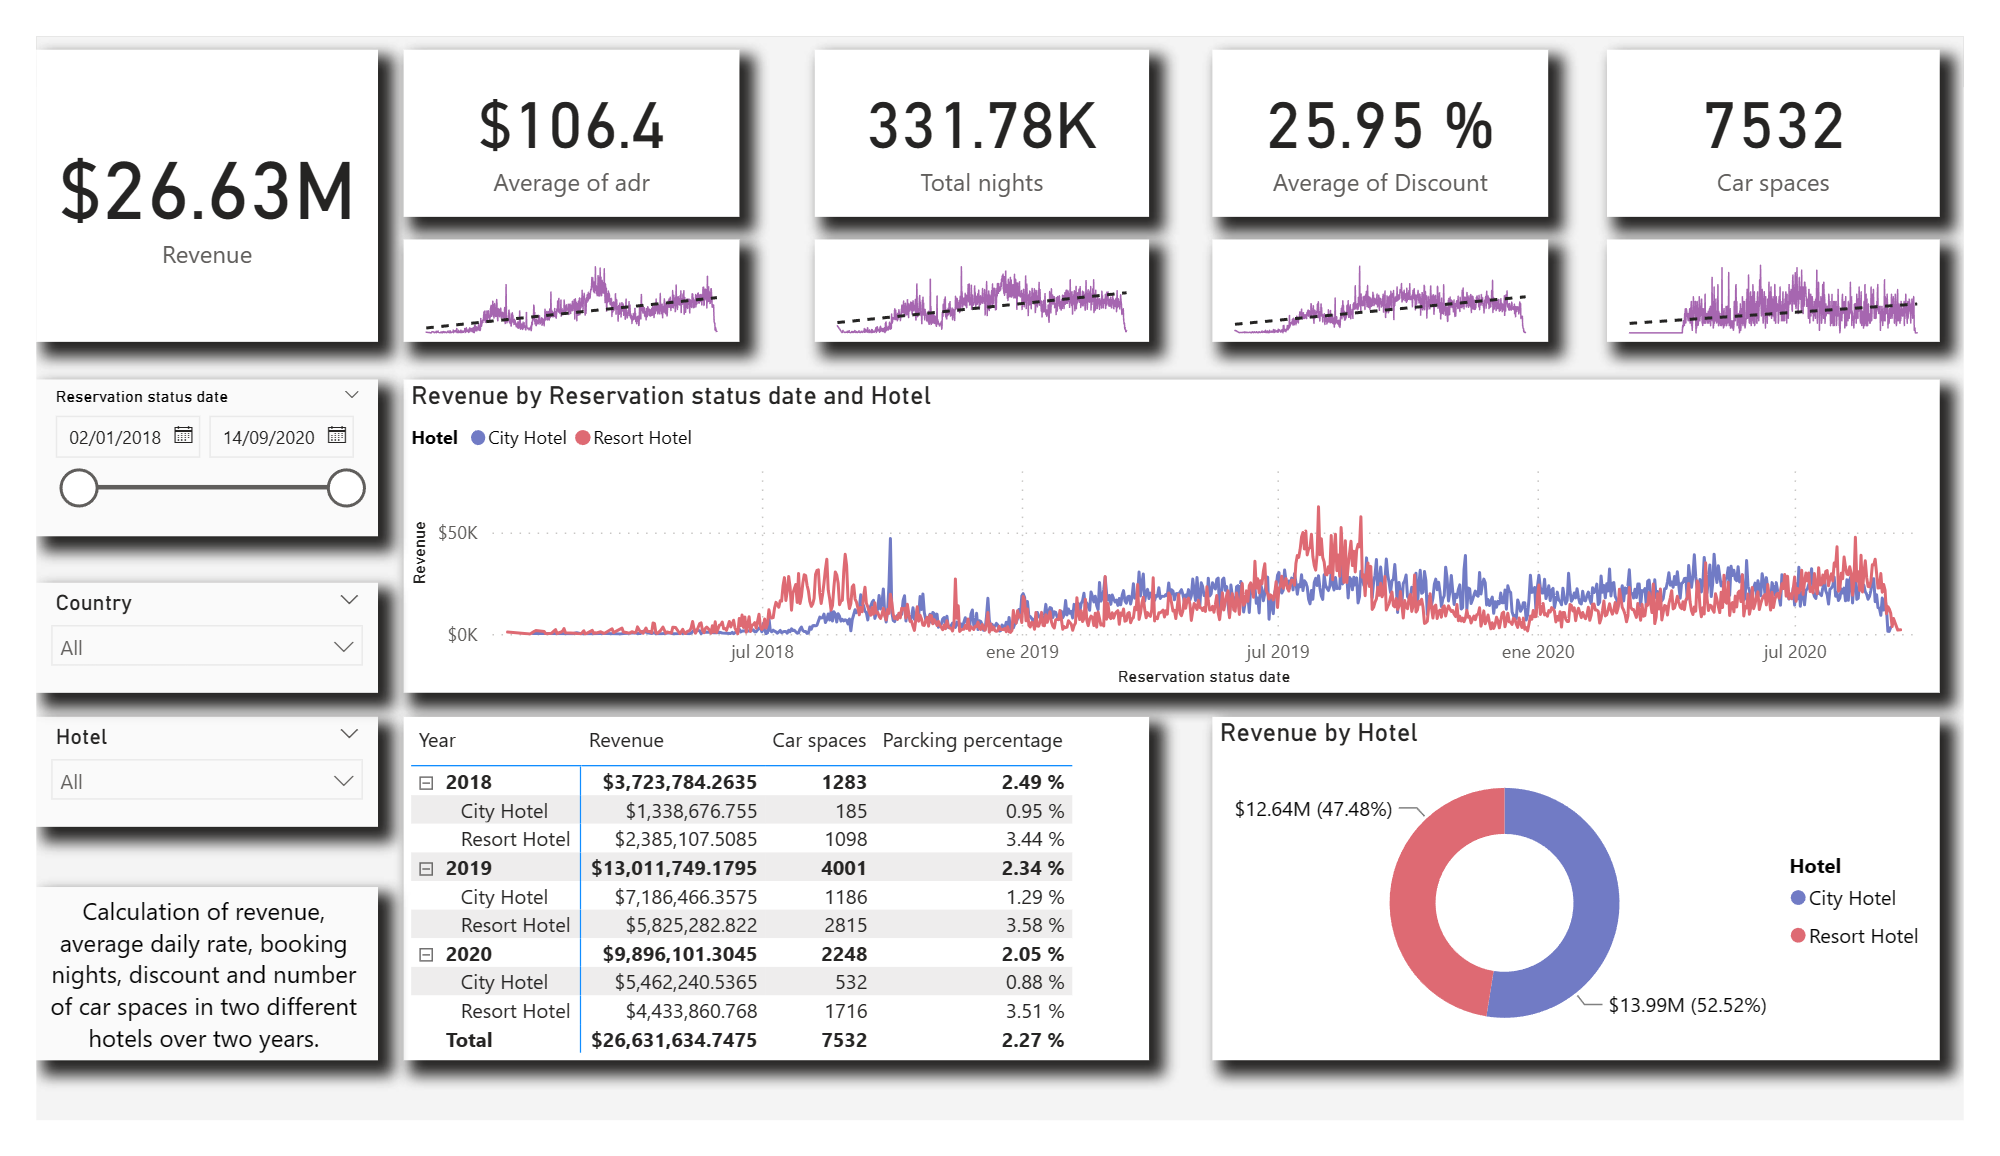 $26.63M
Revenue
$106.4
Average of adr
331.78K
Total nights
25.95 %
Average of Discount
7532
Car spaces
Reservation status date
02/01/2018 14/09/2020
Country
All
Hotel
All
Calculation of revenue,
average daily rate, booking
nights, discount and number
of car spaces in two different
hotels over two years.
Revenue by Reservation status date and Hotel
Hotel City Hotel Resort Hotel
Revenue
$50K
$0K
jul 2018 ene 2019 jul 2019 ene 2020 jul 2020
Reservation status date
Year Revenue Car spaces Parcking percentage
2018 $3,723,784.2635 1283 2.49 %
City Hotel $1,338,676.755 185 0.95 %
Resort Hotel $2,385,107.5085 1098 3.44 %
2019 $13,011,749.1795 4001 2.34 %
City Hotel $7,186,466.3575 1186 1.29 %
Resort Hotel $5,825,282.822 2815 3.58 %
2020 $9,896,101.3045 2248 2.05 %
City Hotel $5,462,240.5365 532 0.88 %
Resort Hotel $4,433,860.768 1716 3.51 %
Total $26,631,634.7475 7532 2.27 %
Revenue by Hotel
$12.64M (47.48%)
$13.99M (52.52%)
Hotel
City Hotel
Resort Hotel